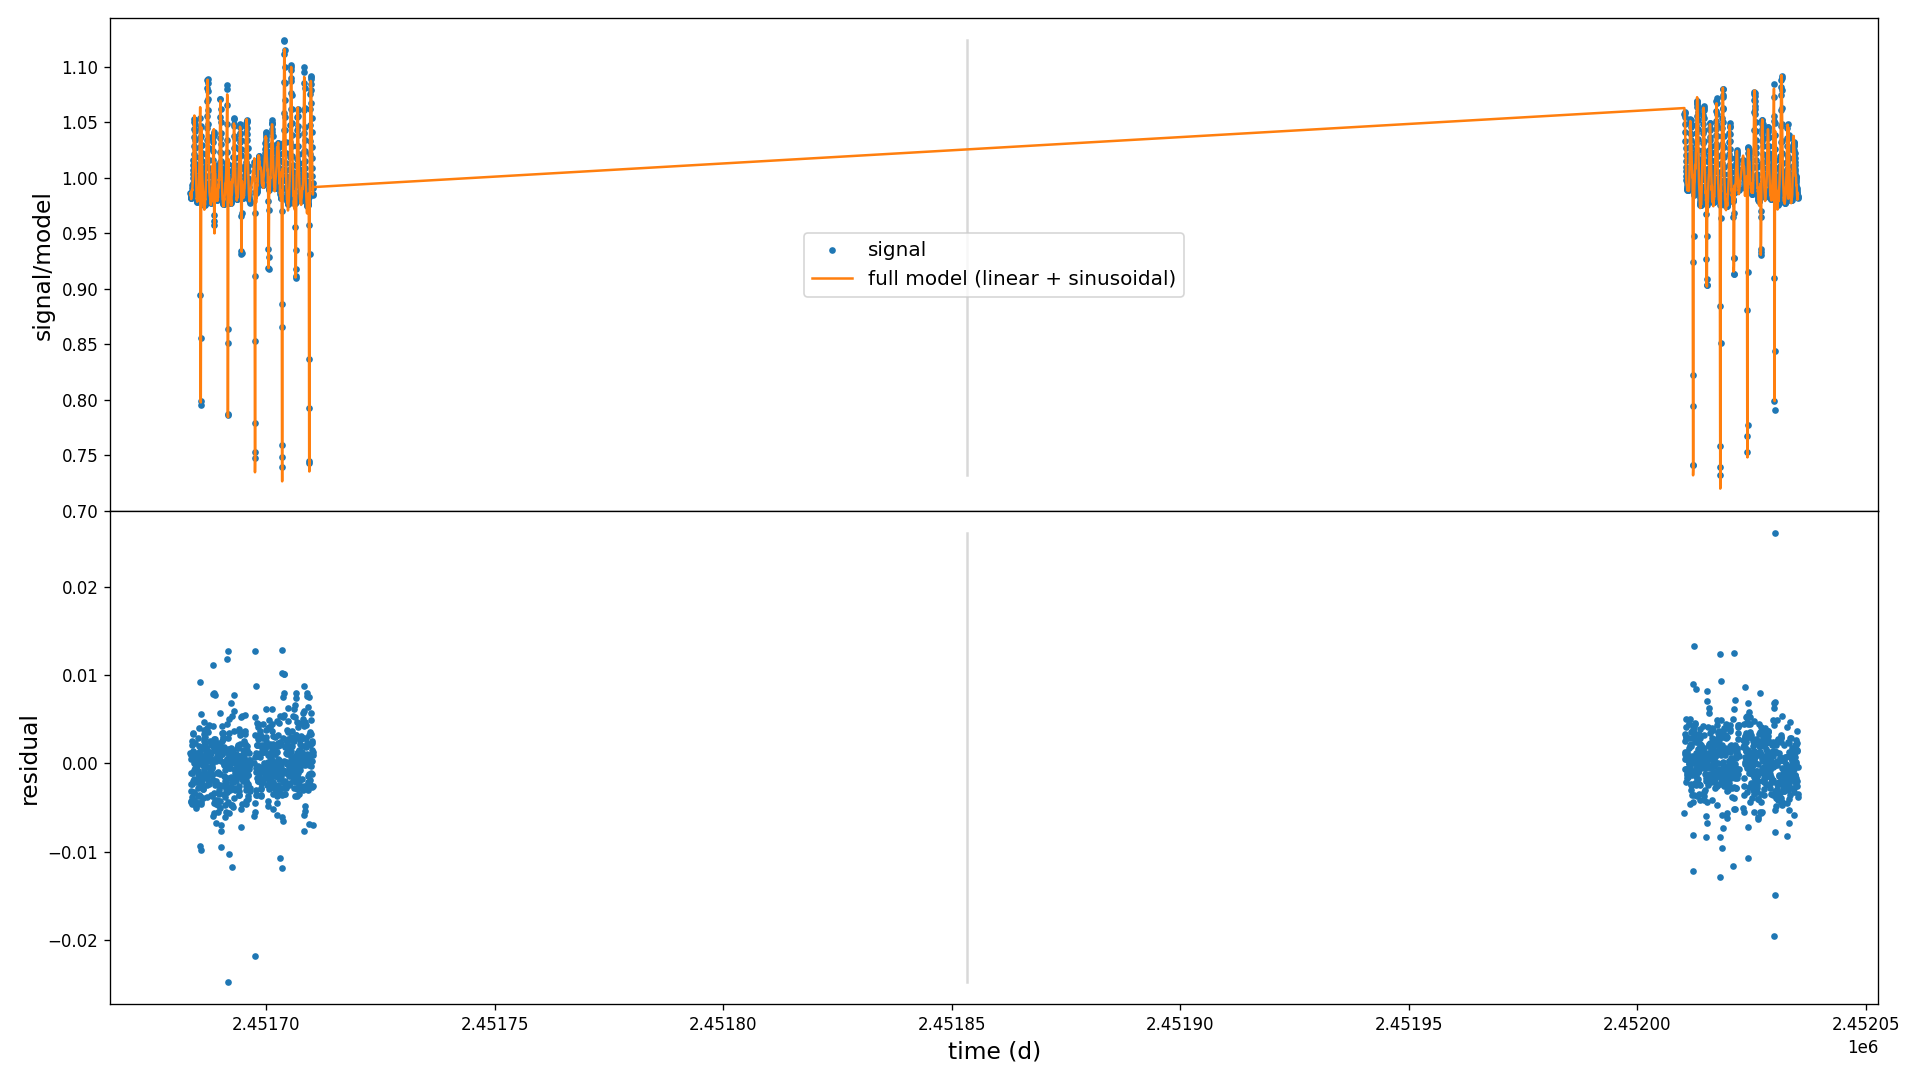 1.10
1.05
1.00
0.95
0.90
0.85
0.80
0.75
0.70
signal/model
signal
full model (linear + sinusoidal)
0.02
0.01
0.00
−0.01
−0.02
residual
2.45170 2.45175 2.45180 2.45185 2.45190 2.45195 2.45200 2.45205
1e6
time (d)